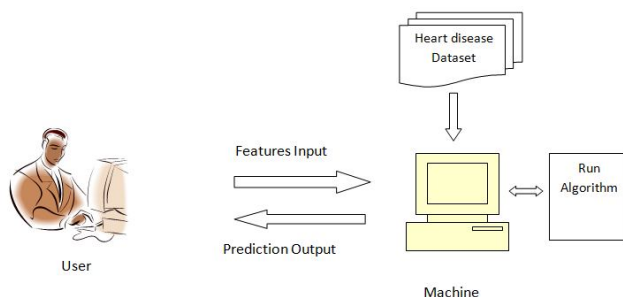 Heart disease
Dataset
Features Input
Run
Algorithm
Prediction Output
User
Machine